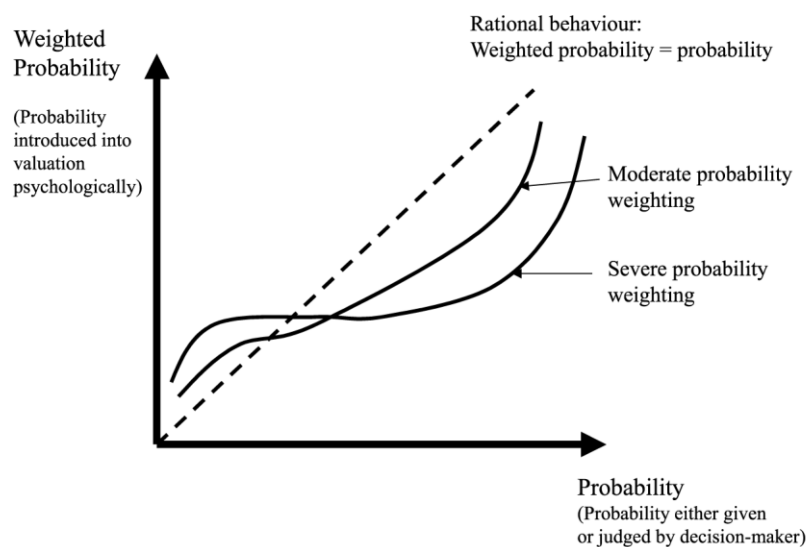 Weighted
Probability
(Probability
introduced into
valuation
psychologically)
Rational behaviour:
Weighted probability = probability
Moderate probability
weighting
Severe probability
weighting
Probability
(Probability either given
or judged by decision-maker)